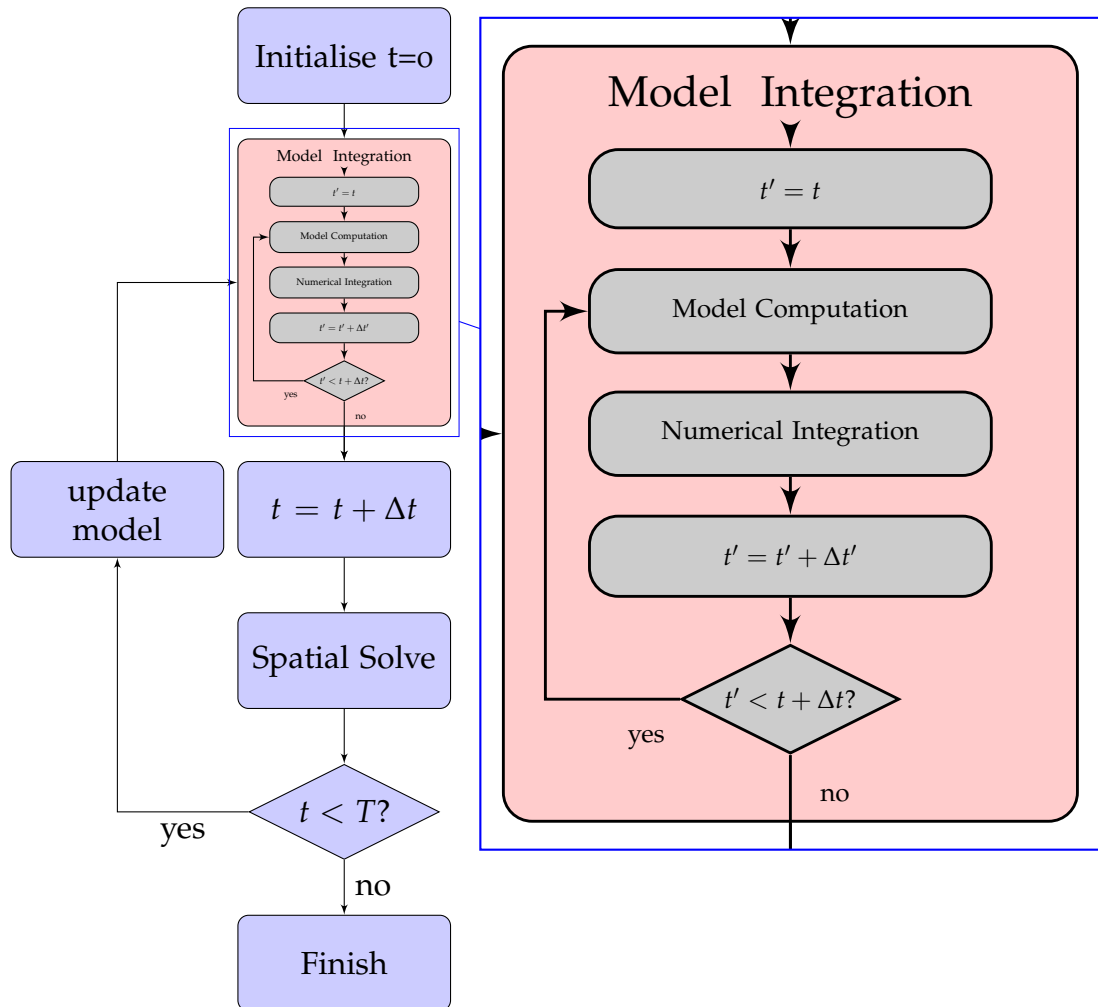 Initialise t=0
Model Integration
t′ = t
Model Computation
Numerical Integration
t′ = t′ + Δt′
t′ < t + Δt?
yes
no
update
model
t = t + Δt
Spatial Solve
t < T?
yes
no
Finish
Model Integration
t′ = t
Model Computation
Numerical Integration
t′ = t′ + Δt′
t′ < t + Δt?
yes
no